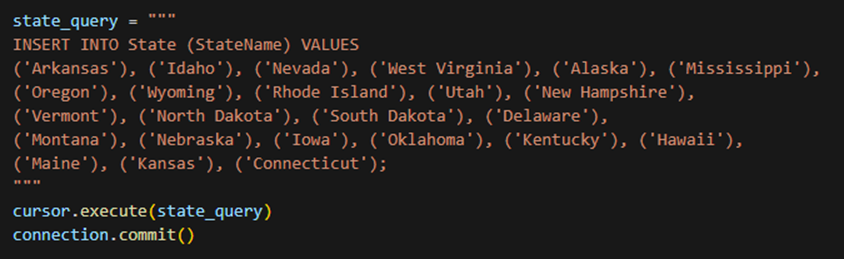 state_query = """
INSERT INTO State (StateName) VALUES
('Arkansas'), ('Idaho'), ('Nevada'), ('West Virginia'), ('Alaska'), ('Mississippi'),
('Oregon'), ('Wyoming'), ('Rhode Island'), ('Utah'), ('New Hampshire'),
('Vermont'), ('North Dakota'), ('South Dakota'), ('Delaware'),
('Montana'), ('Nebraska'), ('Iowa'), ('Oklahoma'), ('Kentucky'), ('Hawaii'),
('Maine'), ('Kansas'), ('Connecticut');
"""
cursor.execute(state_query)
connection.commit()